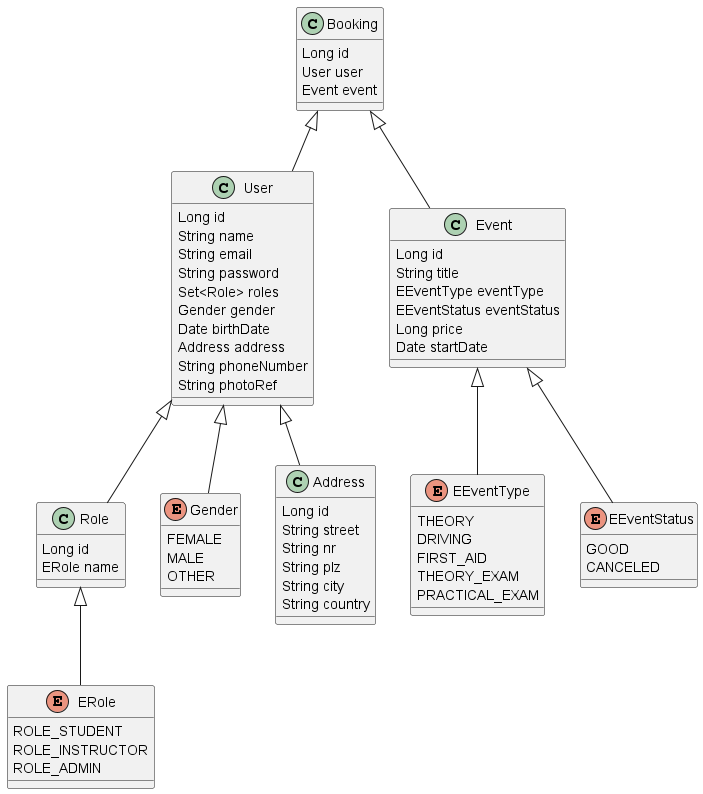 C Booking
Long id
User user
Event event
C User
Long id
String name
String email
String password
Set<Role> roles
Gender gender
Date birthDate
Address address
String phoneNumber
String photoRef
C Event
Long id
String title
EEventType eventType
EEventStatus eventStatus
Long price
Date startDate
C Role
Long id
ERole name
E Gender
FEMALE
MALE
OTHER
C Address
Long id
String street
String nr
String plz
String city
String country
E EEventType
THEORY
DRIVING
FIRST_AID
THEORY_EXAM
PRACTICAL_EXAM
E EEventStatus
GOOD
CANCELED
E ERole
ROLE_STUDENT
ROLE_INSTRUCTOR
ROLE_ADMIN